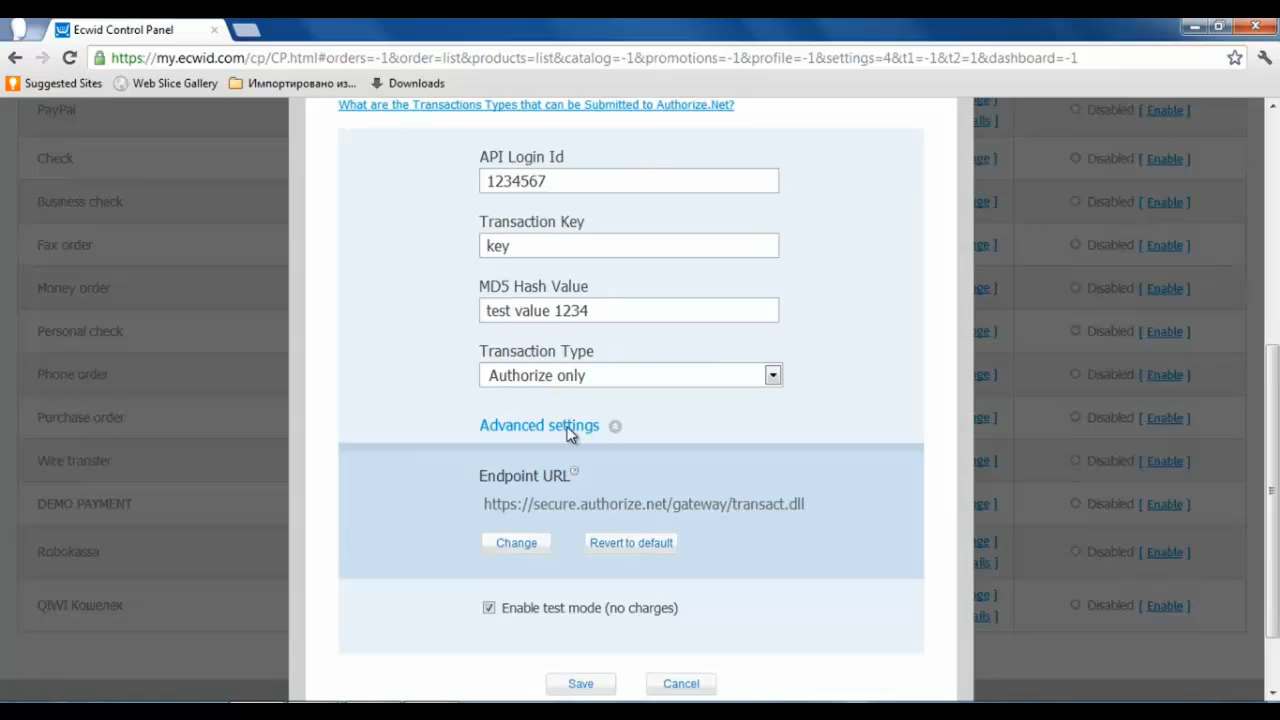 Ecwid Control Panel
https://my.ecwid.com/cp/CP.html#orders=-1&order=list&products=list&catalog=-1&promotions=-1&profile=-1&settings=4&t1=-1&t2=1&dashboard=-1
Suggested Sites Web Slice Gallery Импортировано из... Downloads
What are the Transactions Types that can be Submitted to Authorize.Net?
PayPal Disabled [ Enable ]
Check Disabled [ Enable ]
API Login Id
1234567
Business check Disabled [ Enable ]
Transaction Key
key
Fax order Disabled [ Enable ]
MD5 Hash Value
Money order Disabled [ Enable ]
test value 1234
Personal check Disabled [ Enable ]
Transaction Type
Authorize only
Phone order Disabled [ Enable ]
Purchase order Disabled [ Enable ]
Advanced settings
Wire transfer Disabled [ Enable ]
Endpoint URL
https://secure.authorize.net/gateway/transact.dll
DEMO PAYMENT Disabled [ Enable ]
Change Revert to default
Robokassa Disabled [ Enable ]
QIWI Кошелек Disabled [ Enable ]
Enable test mode (no charges)
Save Cancel